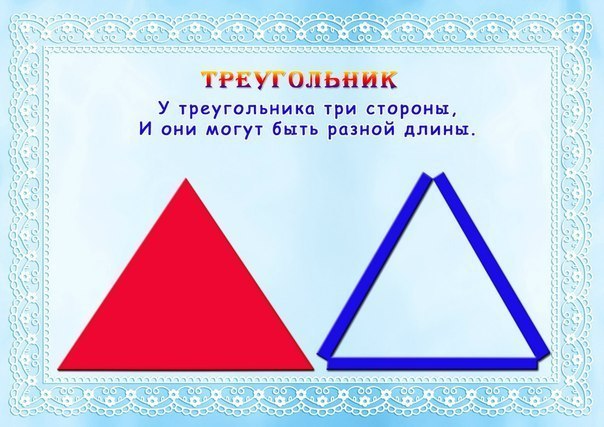 ТРЕУГОЛЬНИК
У треугольника три стороны,
И они могут быть разной длины.